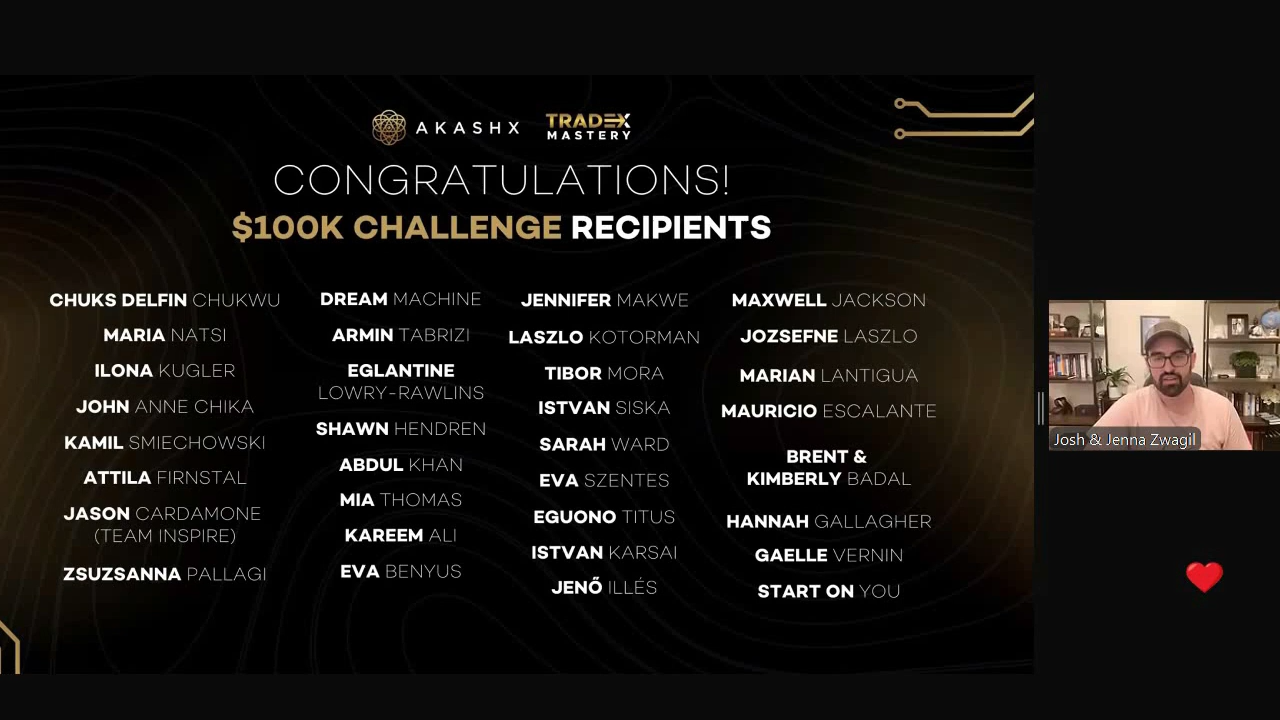 AKASHX
TRADEX
MASTERY
CONGRATULATIONS!
$100K CHALLENGE RECIPIENTS
CHUKS DELFIN CHUKWU
MARIA NATSI
ILONA KUGLER
JOHN ANNE CHIKA
KAMIL SMIECHOWSKI
ATTILA FIRNSTAL
JASON CARDAMONE
(TEAM INSPIRE)
ZSUZSANNA PALLAGI
DREAM MACHINE
ARMIN TABRIZI
EGLANTINE
LOWRY-RAWLINS
SHAWN HENDREN
ABDUL KHAN
MIA THOMAS
KAREEM ALI
EVA BENYUS
JENNIFER MAKWE
LASZLO KOTORMAN
TIBOR MORA
ISTVAN SISKA
SARAH WARD
EVA SZENTES
EGUONO TITUS
ISTVAN KARSAI
JENŐ ILLÉS
MAXWELL JACKSON
JOZSEFNE LASZLO
MARIAN LANTIGUA
MAURICIO ESCALANTE
BRENT &
KIMBERLY BADAL
HANNAH GALLAGHER
GAELLE VERNIN
START ON YOU
Josh & Jenna Zwagil